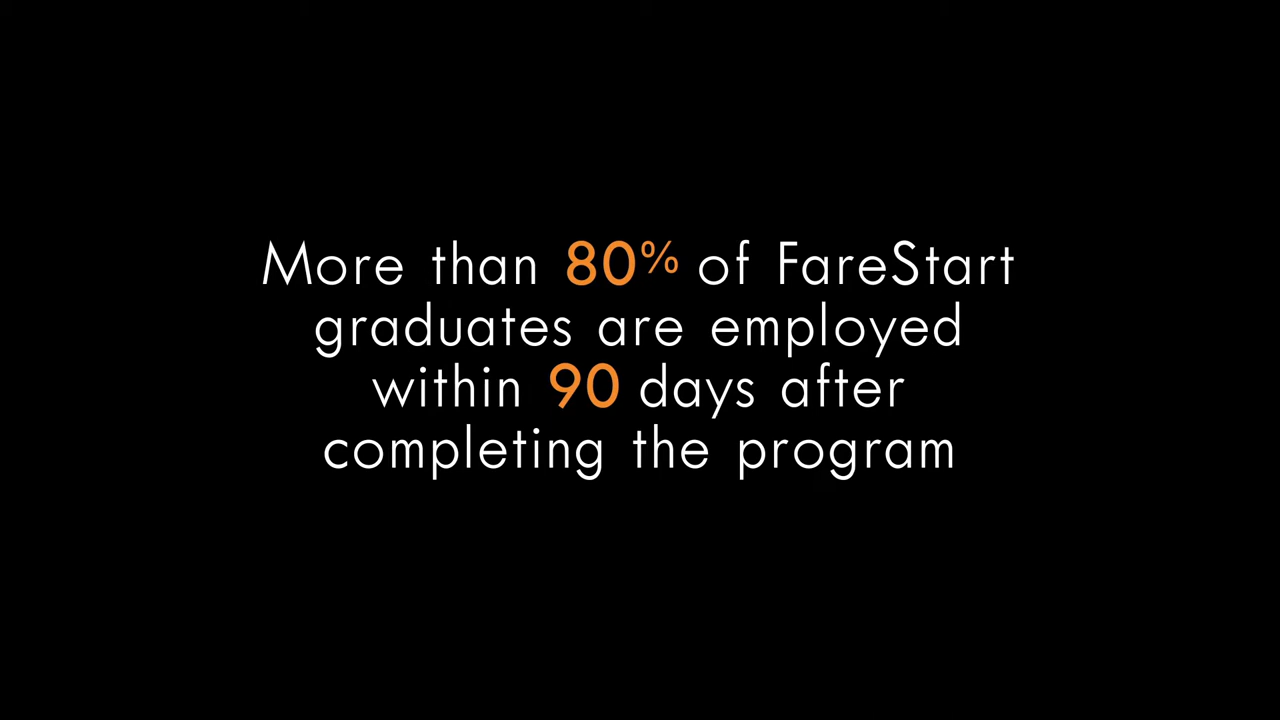 More than 80% of FareStart
graduates are employed
within 90 days after
completing the program